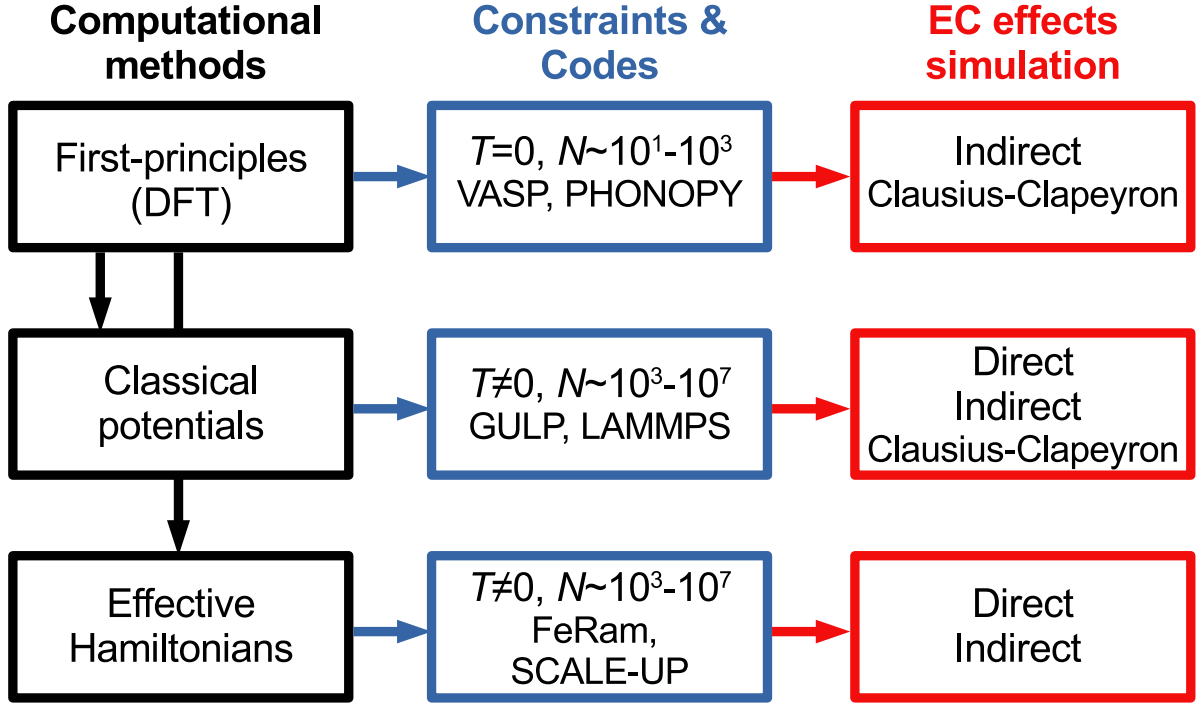 Computational
methods
Constraints &
Codes
EC effects
simulation
First-principles
(DFT)
T=0, N~10¹-10³
VASP, PHONOPY
Indirect
Clausius-Clapeyron
Classical
potentials
T≠0, N~10³-10⁷
GULP, LAMMPS
Direct
Indirect
Clausius-Clapeyron
Effective
Hamiltonians
T≠0, N~10³-10⁷
FeRam,
SCALE-UP
Direct
Indirect